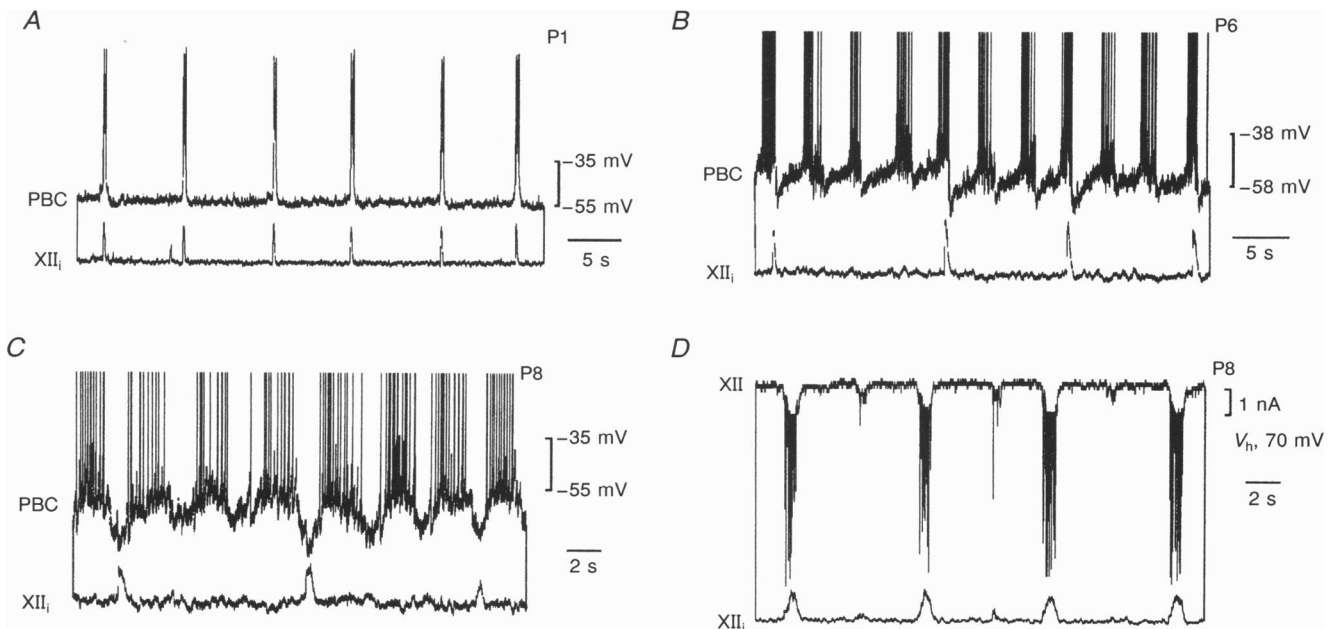 A
P1
PBC
−35 mV
−55 mV
XIIi
5 s
B
P6
PBC
−38 mV
−58 mV
XIIi
5 s
C
P8
PBC
−35 mV
−55 mV
XIIi
2 s
D
P8
XII
1 nA
Vh, 70 mV
2 s
XIIi